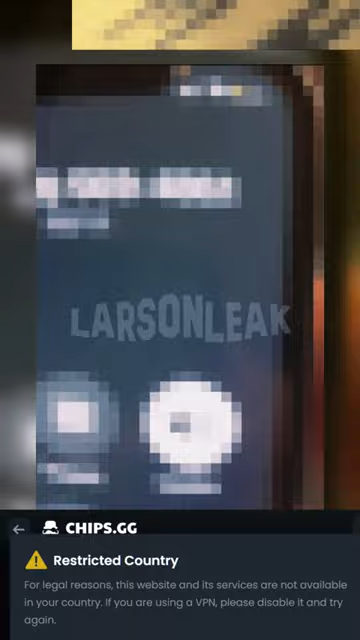 LARSONLEAK
CHIPS.GG
Restricted Country
For legal reasons, this website and its services are not available
in your country. If you are using a VPN, please disable it and try
again.